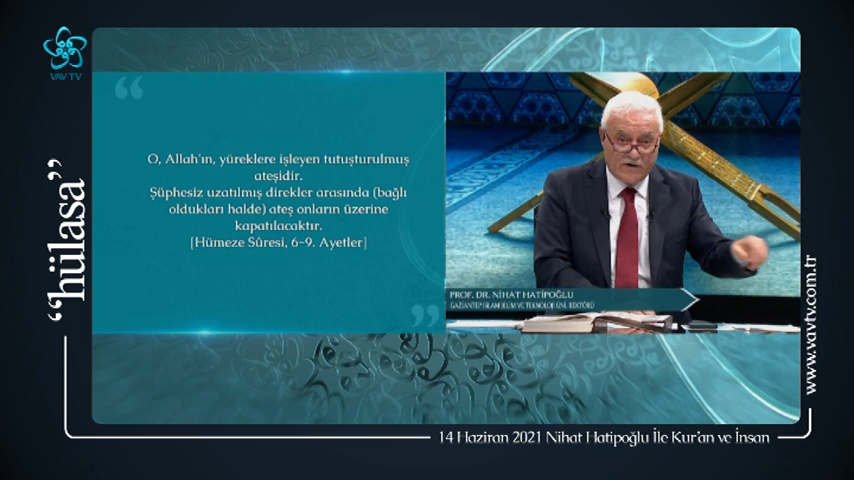 VAV TV
“hülasa”
“
O, Allah'ın, yüreklere işleyen tutuşturulmuş
ateşidir.
Şüphesiz uzatılmış direkler arasında (bağlı
oldukları halde) ateş onların üzerine
kapatılacaktır.
[Hümeze Sûresi, 6-9. Ayetler]
”
PROF. DR. NİHAT HATİPOĞLU
GAZİANTEP İSLAM BİLİM VE TEKNOLOJİ ÜNİ. REKTÖRÜ
www.vavtv.com.tr
14 Haziran 2021 Nihat Hatipoğlu İle Kur'an ve İnsan